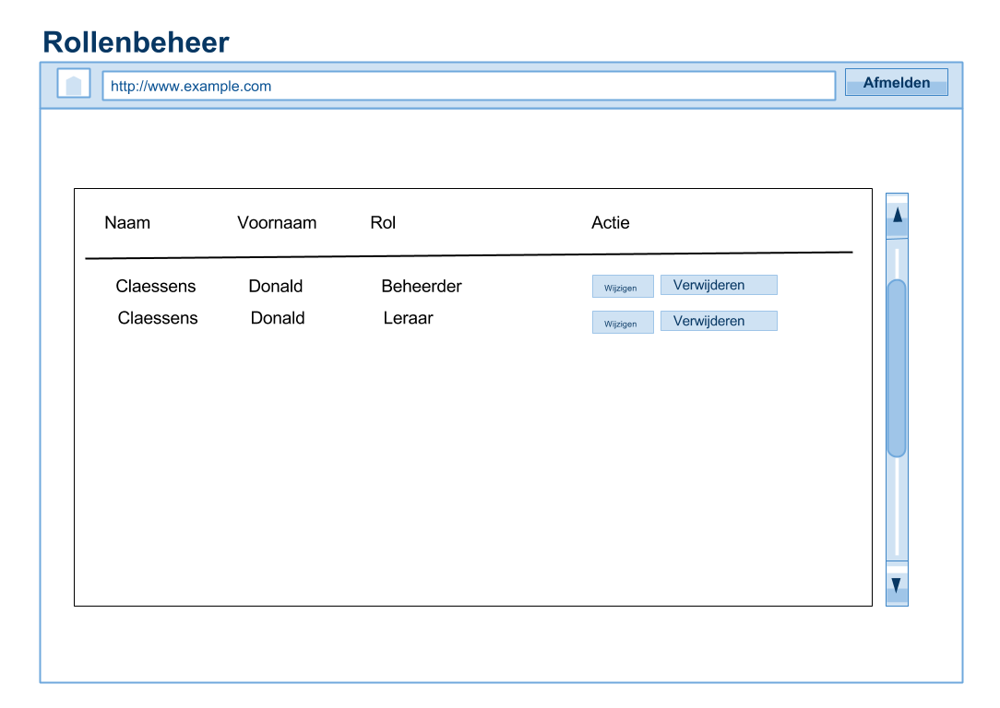 Rollenbeheer
http://www.example.com Afmelden
Naam Voornaam Rol Actie
Claessens Donald Beheerder Wijzigen Verwijderen
Claessens Donald Leraar Wijzigen Verwijderen